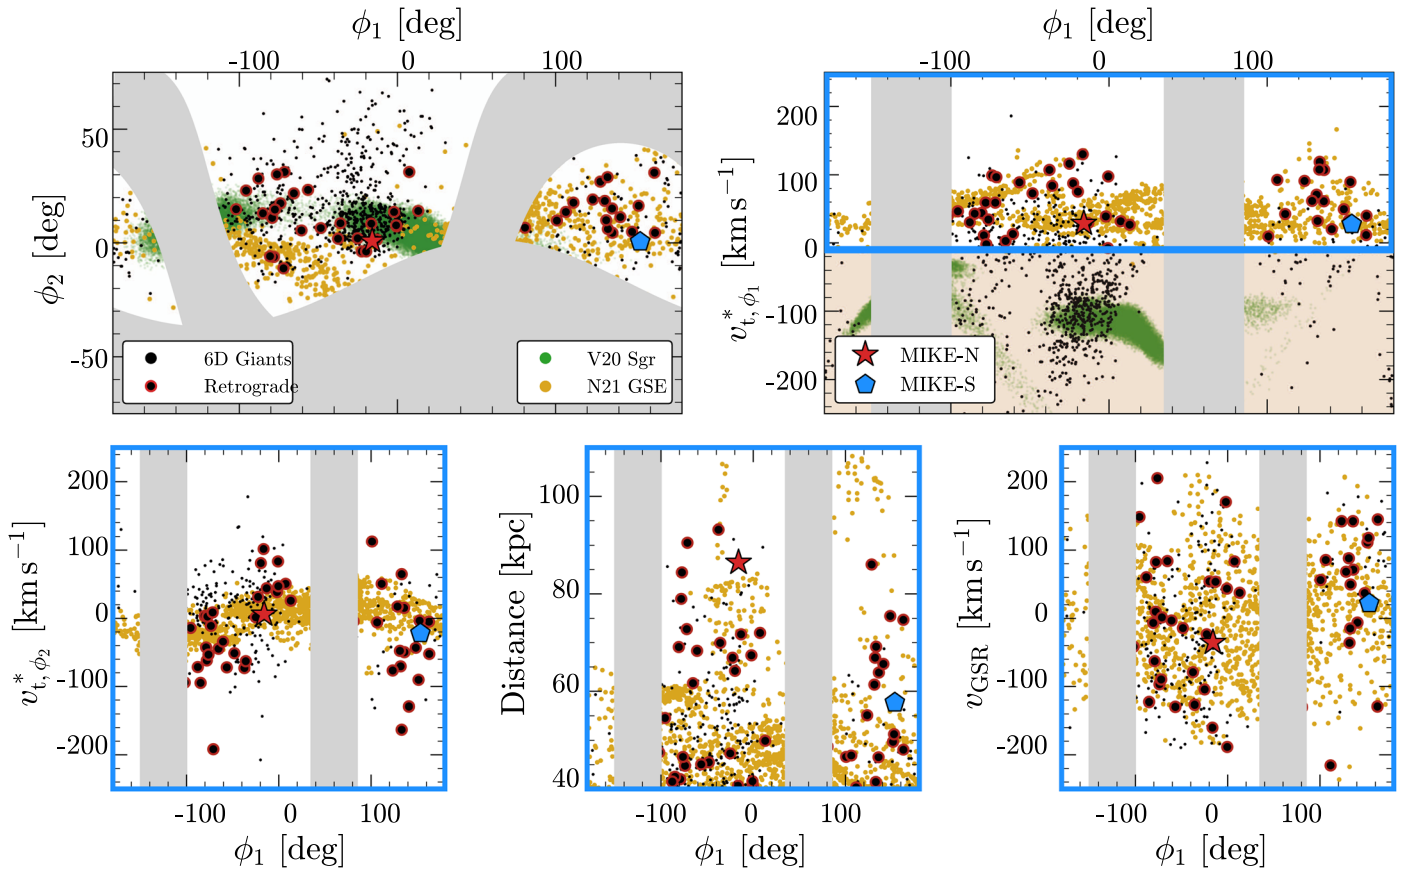 ϕ₁ [deg]
-100 0 100
ϕ₂ [deg]
50
0
-50
6D Giants
Retrograde
V20 Sgr
N21 GSE
ϕ₁ [deg]
-100 0 100
v*ₜ,ϕ₁ [km s⁻¹]
200
100
0
-100
-200
MIKE-N
MIKE-S
v*ₜ,ϕ₂ [km s⁻¹]
200
100
0
-100
-200
-100 0 100
ϕ₁ [deg]
Distance [kpc]
100
80
60
40
-100 0 100
ϕ₁ [deg]
v_GSR [km s⁻¹]
200
100
0
-100
-200
-100 0 100
ϕ₁ [deg]